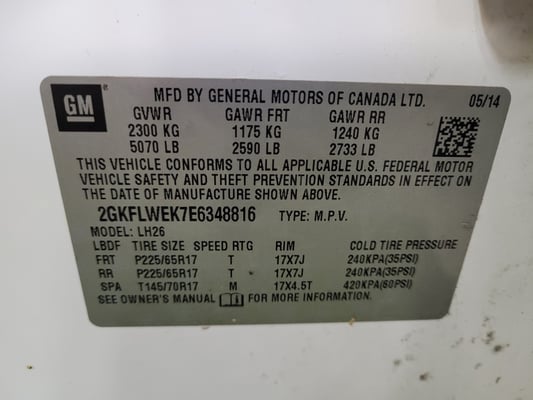 GM
MFD BY GENERAL MOTORS OF CANADA LTD. 05/14
GVWR GAWR FRT GAWR RR
2300 KG 1175 KG 1240 KG
5070 LB 2590 LB 2733 LB
THIS VEHICLE CONFORMS TO ALL APPLICABLE U.S. FEDERAL MOTOR
VEHICLE SAFETY AND THEFT PREVENTION STANDARDS IN EFFECT ON
THE DATE OF MANUFACTURE SHOWN ABOVE.
2GKFLWEK7E6348816 TYPE: M.P.V.
MODEL: LH26
LBDF TIRE SIZE SPEED RTG RIM COLD TIRE PRESSURE
FRT P225/65R17 T 17X7J 240KPA(35PSI)
RR P225/65R17 T 17X7J 240KPA(35PSI)
SPA T145/70R17 M 17X4.5T 420KPA(60PSI)
SEE OWNER'S MANUAL FOR MORE INFORMATION.